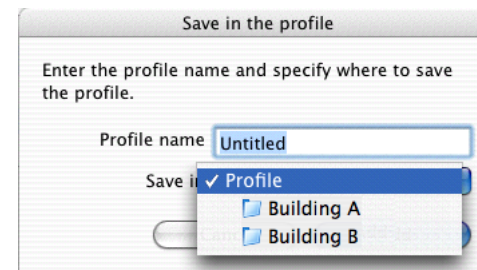 Save in the profile
Enter the profile name and specify where to save
the profile.
Profile name Untitled
Save i ✓ Profile
Building A
Building B